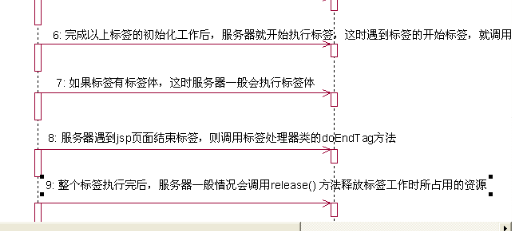 6: 完成以上标签的初始化工作后，服务器就开始执行标签，这时遇到标签的开始标签，就调用
7: 如果标签有标签体，这时服务器一般会执行标签体
8: 服务器遇到jsp页面结束标签，则调用标签处理器类的doEndTag方法
9: 整个标签执行完后，服务器一般情况会调用release() 方法释放标签工作时所占用的资源